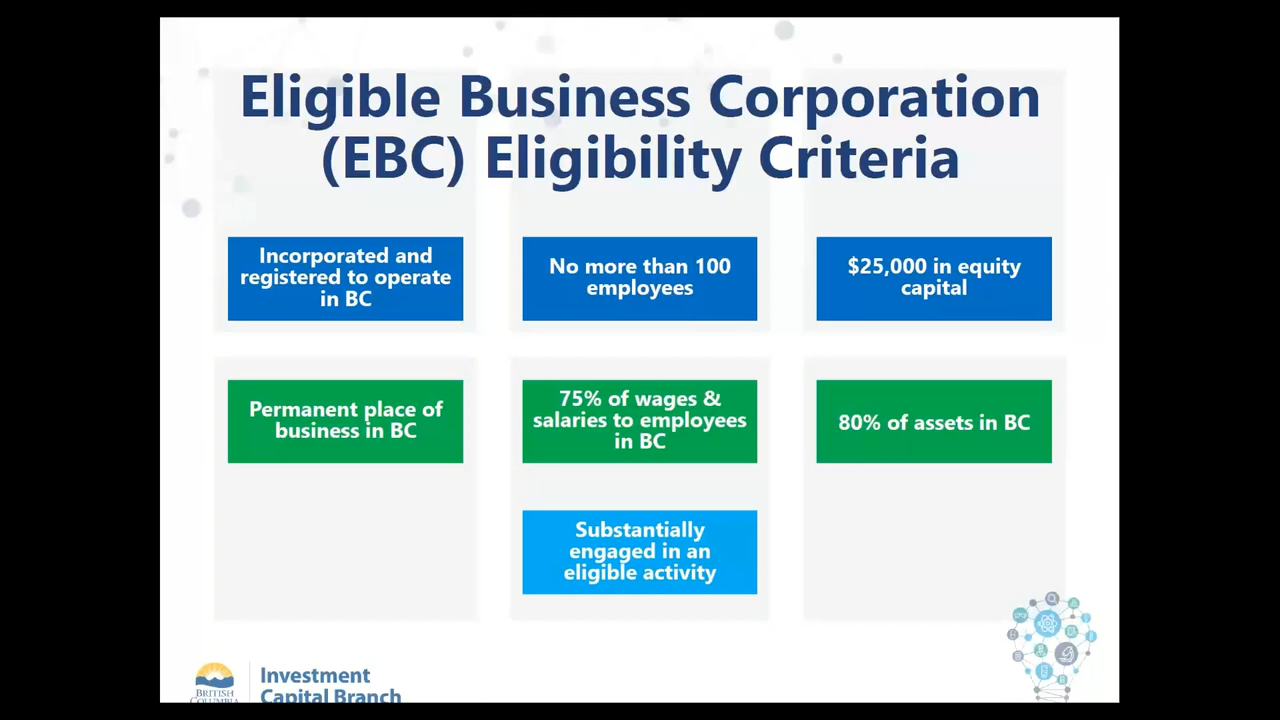 Eligible Business Corporation
(EBC) Eligibility Criteria
Incorporated and
registered to operate
in BC
No more than 100
employees
$25,000 in equity
capital
Permanent place of
business in BC
75% of wages &
salaries to employees
in BC
80% of assets in BC
Substantially
engaged in an
eligible activity
BRITISH
COLUMBIA
Investment
Capital Branch